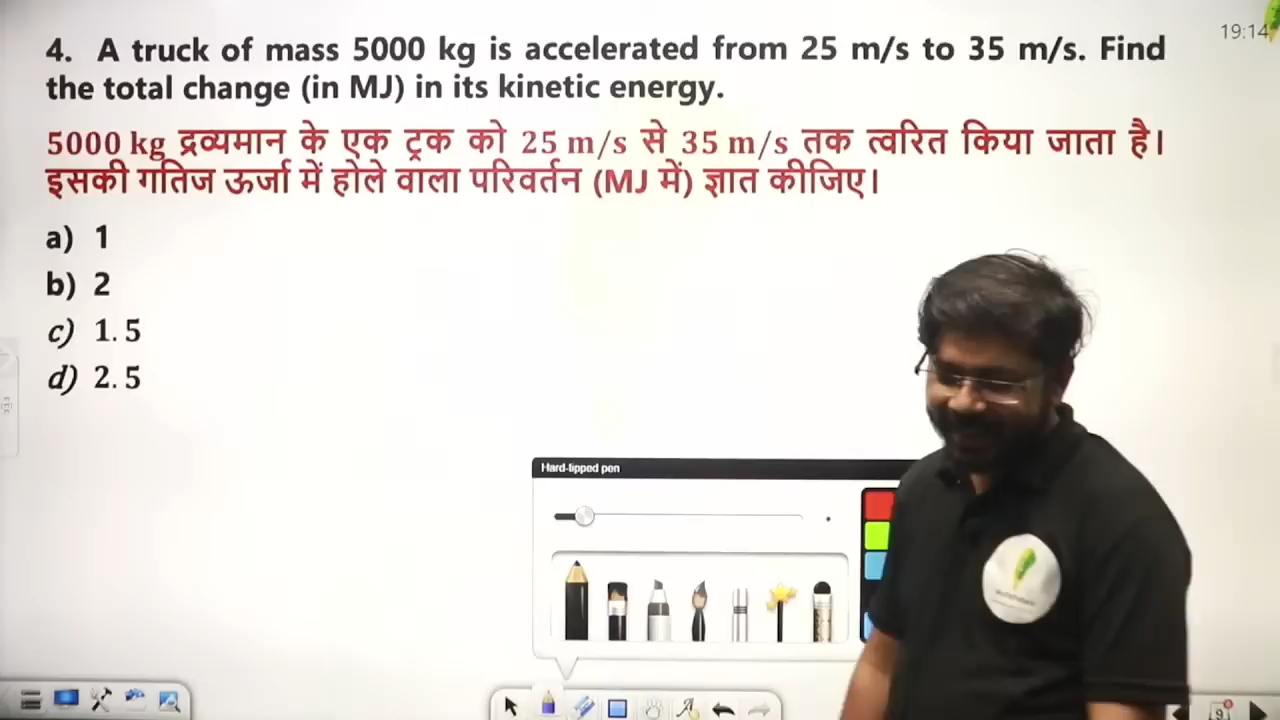 19:14
4. A truck of mass 5000 kg is accelerated from 25 m/s to 35 m/s. Find
the total change (in MJ) in its kinetic energy.
5000 kg द्रव्यमान के एक ट्रक को 25 m/s से 35 m/s तक त्वरित किया जाता है।
इसकी गतिज ऊर्जा में होले वाला परिवर्तन (MJ में) ज्ञात कीजिए।
a) 1
b) 2
c) 1.5
d) 2.5
Hard-tipped pen